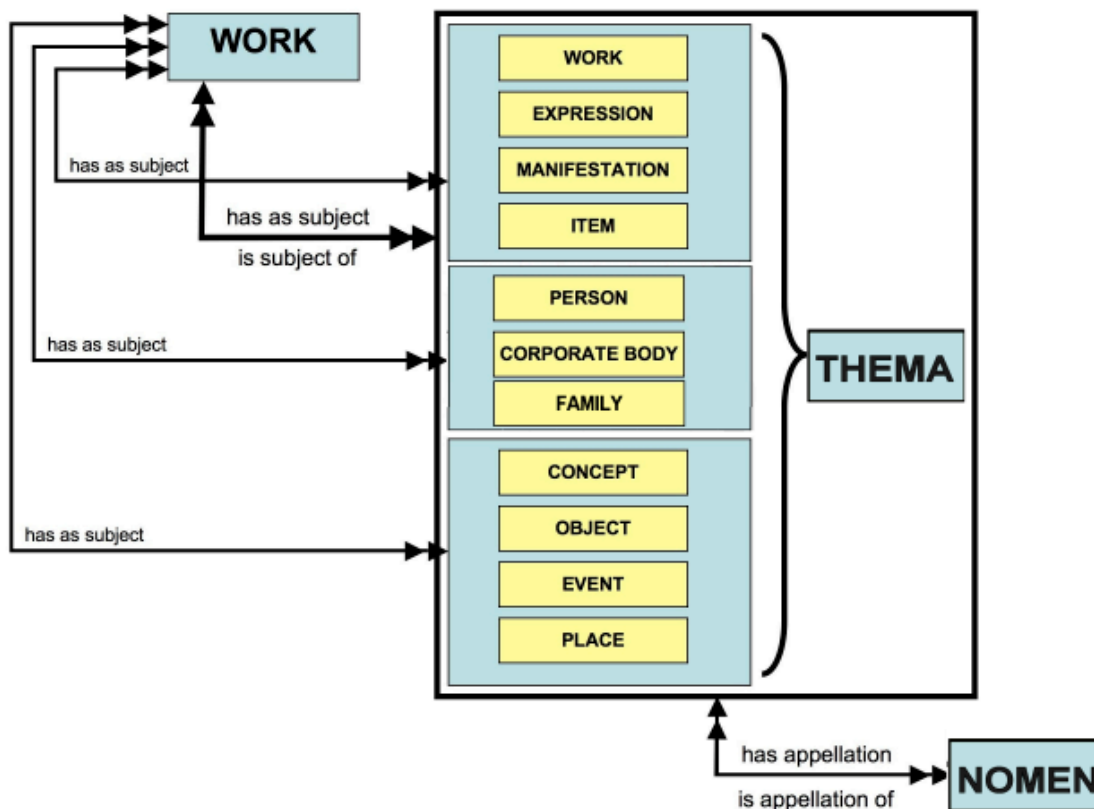 WORK
WORK
EXPRESSION
MANIFESTATION
has as subject
has as subject
ITEM
is subject of
PERSON
has as subject
CORPORATE BODY
THEMA
FAMILY
CONCEPT
has as subject
OBJECT
EVENT
PLACE
has appellation
NOMEN
is appellation of